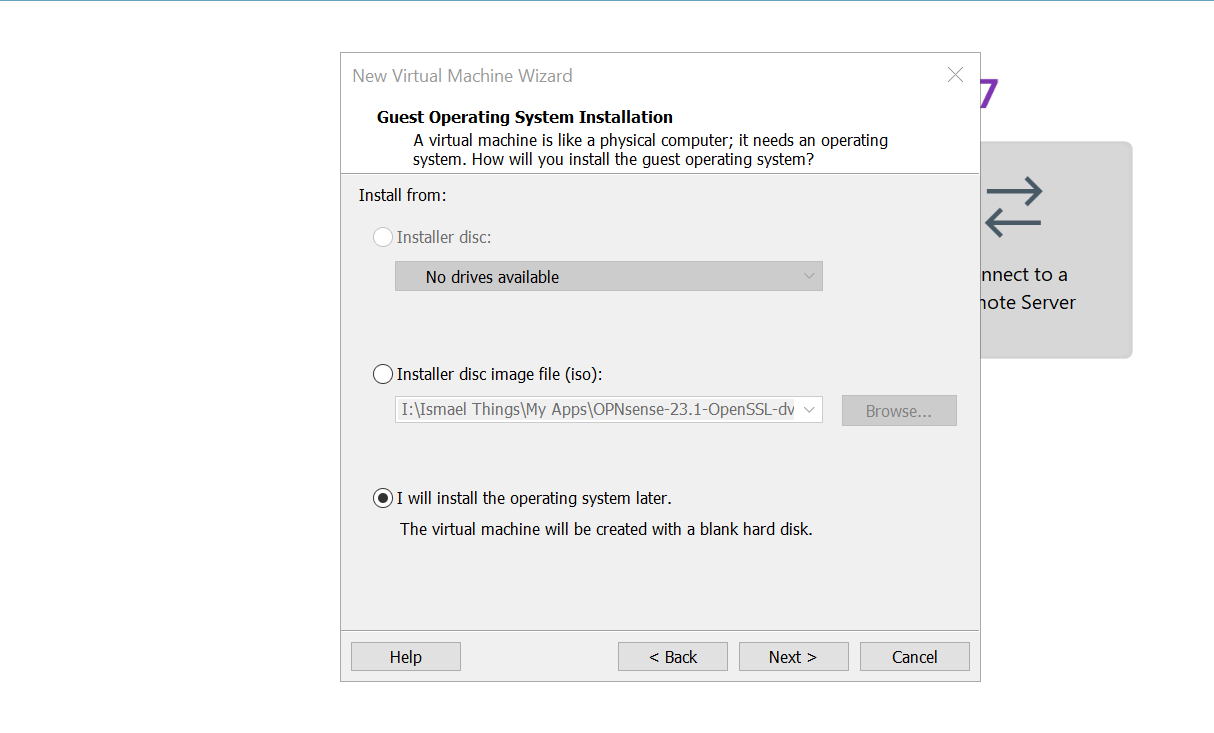 New Virtual Machine Wizard
7
Guest Operating System Installation
A virtual machine is like a physical computer; it needs an operating
system. How will you install the guest operating system?
Install from:
Installer disc:
No drives available
nnect to a
note Server
Installer disc image file (iso):
I:\Ismael Things\My Apps\OPNsense-23.1-OpenSSL-dv
Browse...
I will install the operating system later.
The virtual machine will be created with a blank hard disk.
Help
< Back
Next >
Cancel